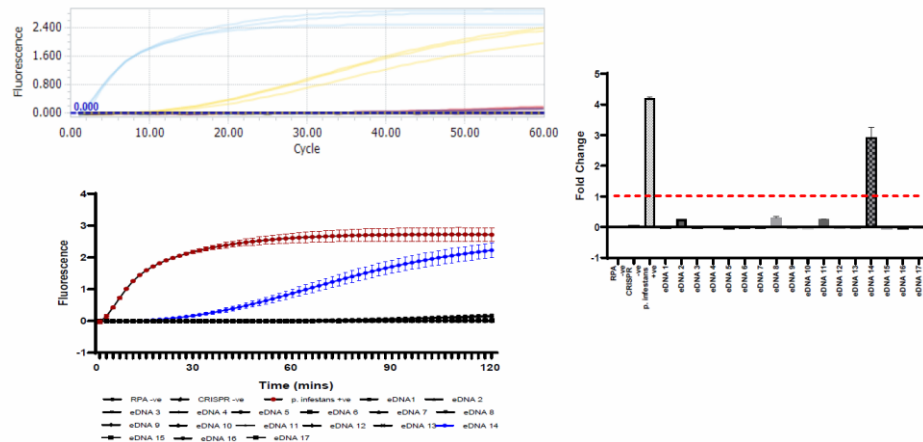 Fluorescence
2.400
1.600
0.800
0.000
0.000
0.00 10.00 20.00 30.00 40.00 50.00 60.00
Cycle
Fluorescence
4
3
2
1
0
-1
0 30 60 90 120
Time (mins)
RPA -ve CRISPR -ve p. infestans +ve eDNA1 eDNA 2
eDNA 3 eDNA 4 eDNA 5 eDNA 6 eDNA 7 eDNA 8
eDNA 9 eDNA 10 eDNA 11 eDNA 12 eDNA 13 eDNA 14
eDNA 15 eDNA 16 eDNA 17
Fold Change
5
4
3
2
1
0
-1
RPA -ve
CRISPR -ve
p. infestans +ve
eDNA 1
eDNA 2
eDNA 3
eDNA 4
eDNA 5
eDNA 6
eDNA 7
eDNA 8
eDNA 9
eDNA 10
eDNA 11
eDNA 12
eDNA 13
eDNA 14
eDNA 15
eDNA 16
eDNA 17